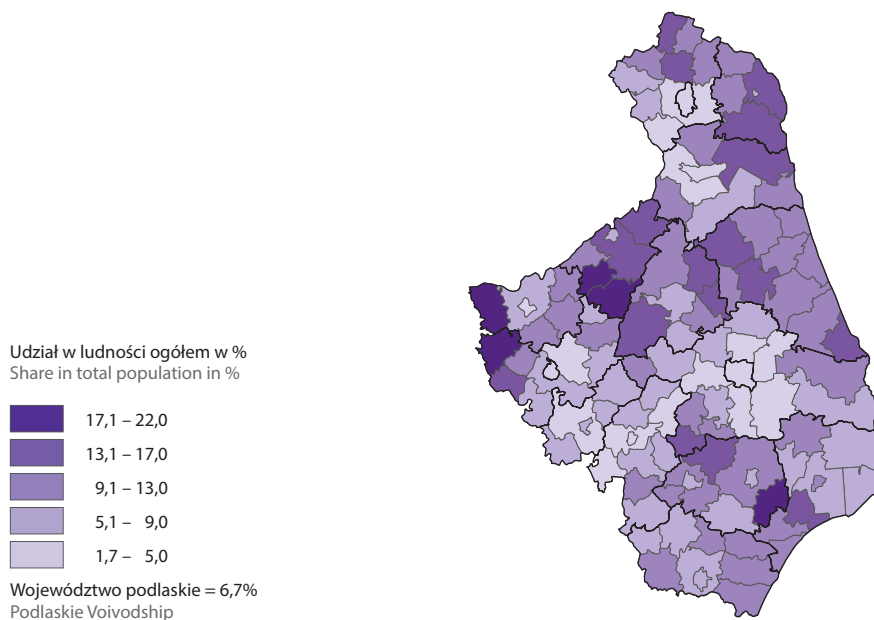 Udział w ludności ogółem w %
Share in total population in %
17,1 – 22,0
13,1 – 17,0
9,1 – 13,0
5,1 – 9,0
1,7 – 5,0
Województwo podlaskie = 6,7%
Podlaskie Voivodship